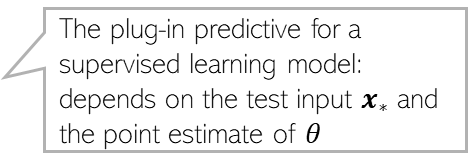 The plug-in predictive for a
supervised learning model:
depends on the test input 𝒙∗ and
the point estimate of 𝜽